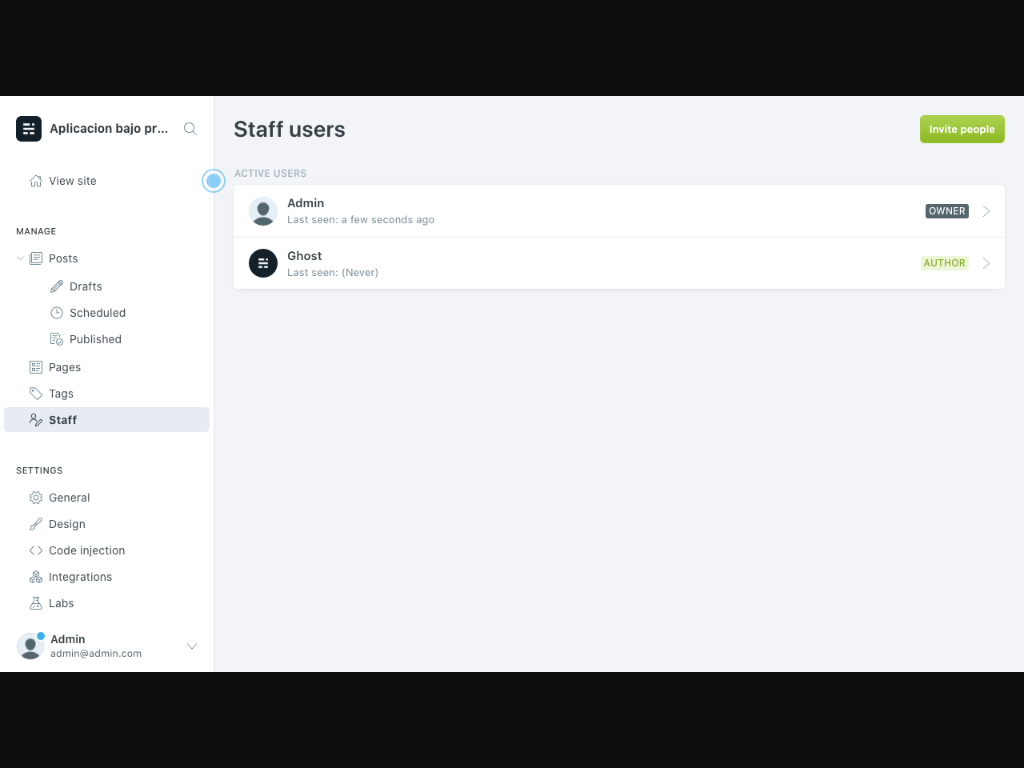 Aplicacion bajo pr...
View site
MANAGE
Posts
Drafts
Scheduled
Published
Pages
Tags
Staff
SETTINGS
General
Design
Code injection
Integrations
Labs
Admin
admin@admin.com
Staff users
Invite people
ACTIVE USERS
Admin
Last seen: a few seconds ago
OWNER
Ghost
Last seen: (Never)
AUTHOR